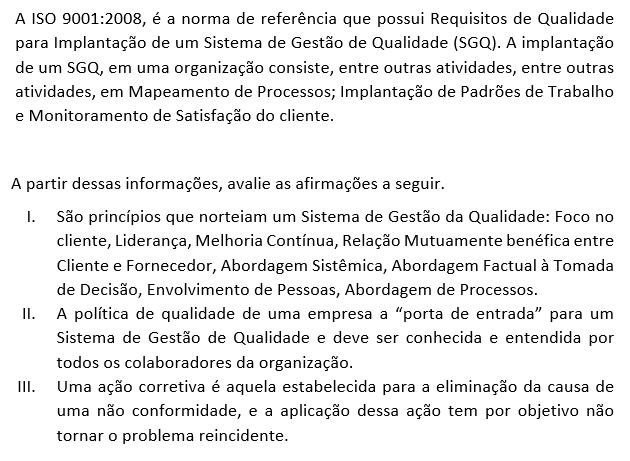 A ISO 9001:2008, é a norma de referência que possui Requisitos de Qualidade
para Implantação de um Sistema de Gestão de Qualidade (SGQ). A implantação
de um SGQ, em uma organização consiste, entre outras atividades, entre outras
atividades, em Mapeamento de Processos; Implantação de Padrões de Trabalho
e Monitoramento de Satisfação do cliente.
A partir dessas informações, avalie as afirmações a seguir.
I. São princípios que norteiam um Sistema de Gestão da Qualidade: Foco no
cliente, Liderança, Melhoria Contínua, Relação Mutuamente benéfica entre
Cliente e Fornecedor, Abordagem Sistêmica, Abordagem Factual à Tomada
de Decisão, Envolvimento de Pessoas, Abordagem de Processos.
II. A política de qualidade de uma empresa a “porta de entrada” para um
Sistema de Gestão de Qualidade e deve ser conhecida e entendida por
todos os colaboradores da organização.
III. Uma ação corretiva é aquela estabelecida para a eliminação da causa de
uma não conformidade, e a aplicação dessa ação tem por objetivo não
tornar o problema reincidente.